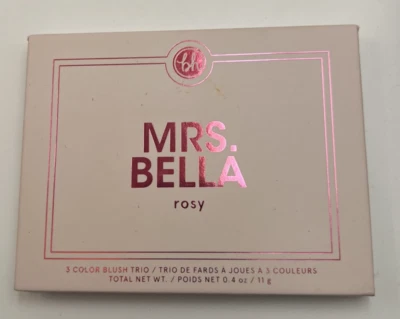 bh
MRS.
BELLA
rosy
3 COLOR BLUSH TRIO / TRIO DE FARDS À JOUES À 3 COULEURS
TOTAL NET WT. / POIDS NET 0.4 oz / 11 g